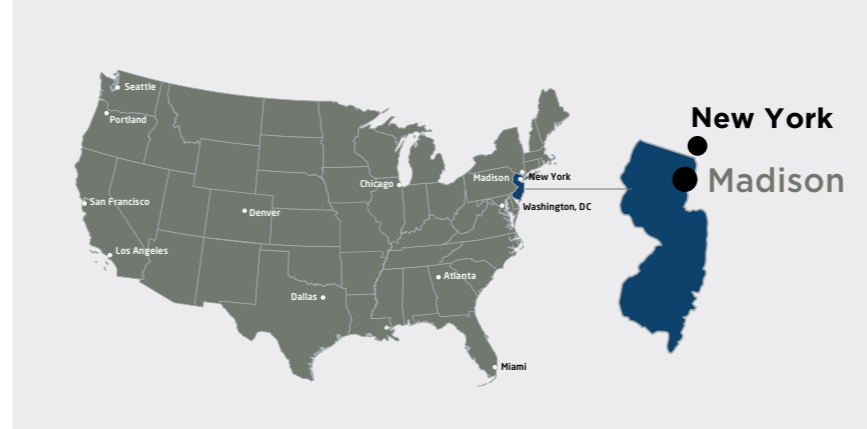 New York
Seattle
Portland
Madison
New York
Madison
Chicago
San Francisco
Washington, DC
Denver
Los Angeles
Atlanta
Dallas
Miami